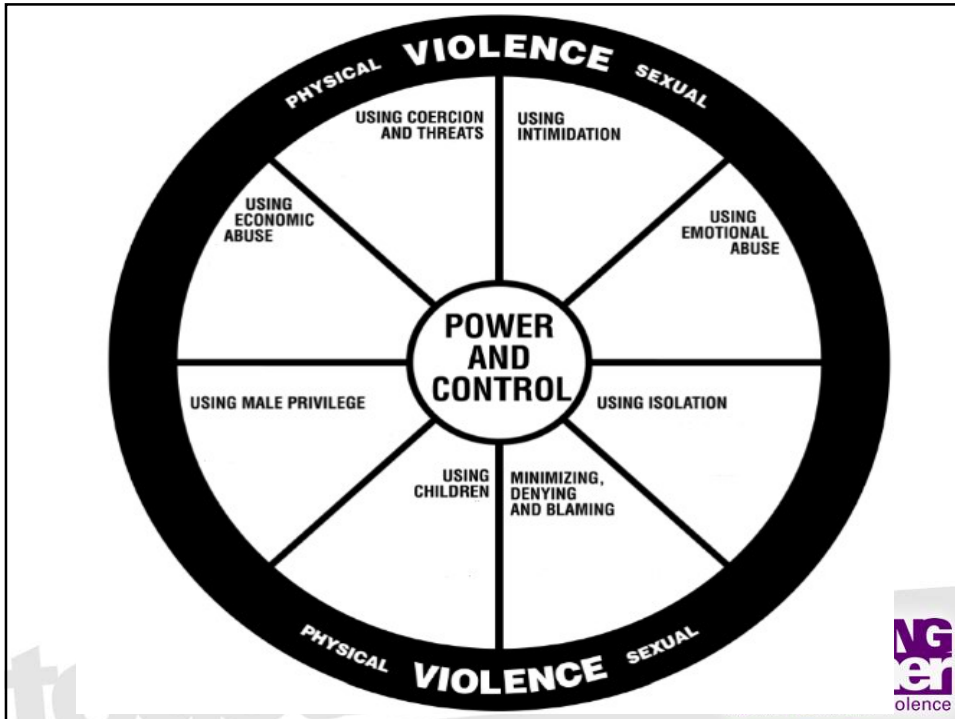 PHYSICAL VIOLENCE SEXUAL
USING COERCION
AND THREATS
USING
INTIMIDATION
USING
ECONOMIC
ABUSE
USING
EMOTIONAL
ABUSE
POWER
AND
CONTROL
USING MALE PRIVILEGE
USING ISOLATION
USING
CHILDREN
MINIMIZING,
DENYING
AND BLAMING
PHYSICAL VIOLENCE SEXUAL